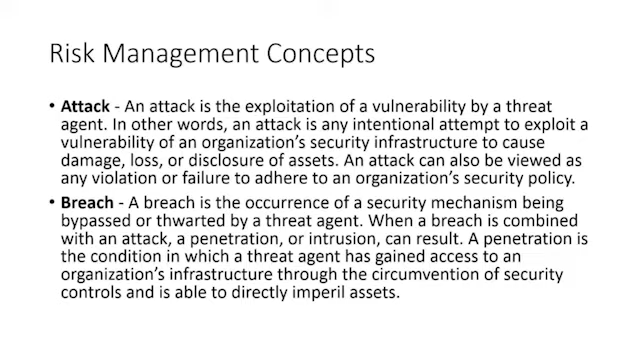 Risk Management Concepts
• Attack - An attack is the exploitation of a vulnerability by a threat
agent. In other words, an attack is any intentional attempt to exploit a
vulnerability of an organization's security infrastructure to cause
damage, loss, or disclosure of assets. An attack can also be viewed as
any violation or failure to adhere to an organization's security policy.
• Breach - A breach is the occurrence of a security mechanism being
bypassed or thwarted by a threat agent. When a breach is combined
with an attack, a penetration, or intrusion, can result. A penetration is
the condition in which a threat agent has gained access to an
organization's infrastructure through the circumvention of security
controls and is able to directly imperil assets.